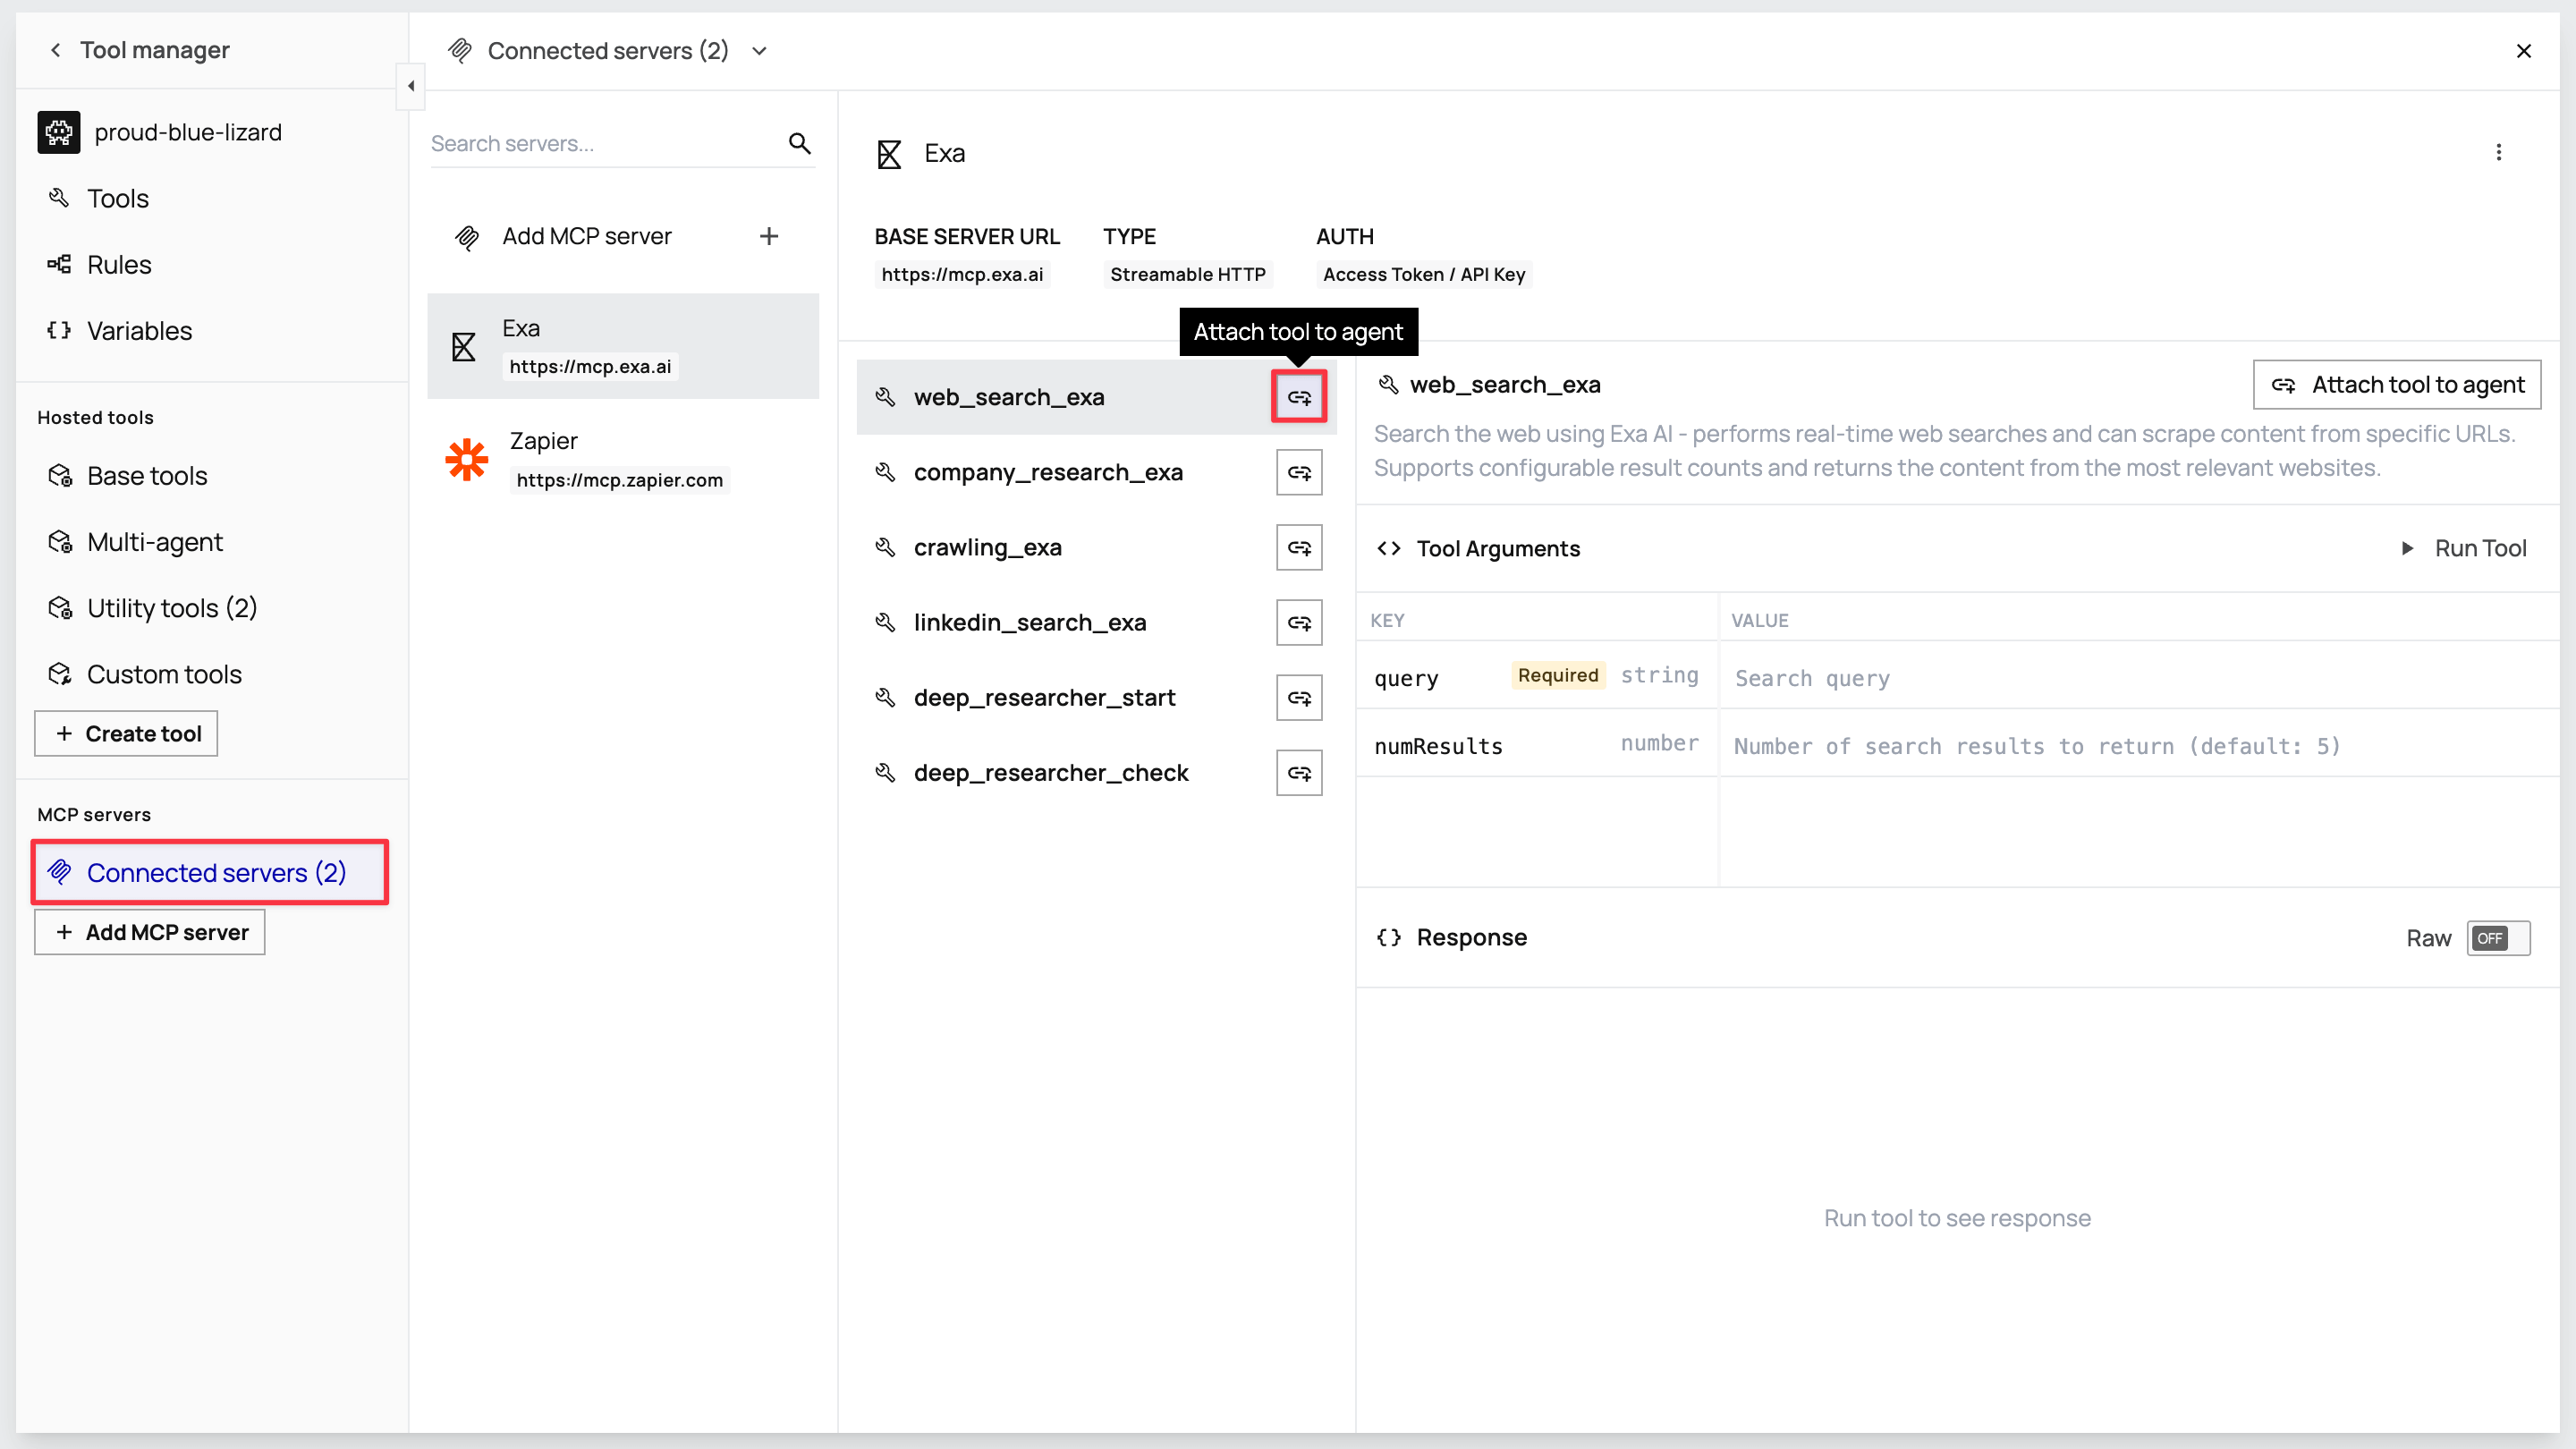 Tool manager
proud-blue-lizard
Tools
Rules
Variables
Hosted tools
Base tools
Multi-agent
Utility tools (2)
Custom tools
+ Create tool
MCP servers
Connected servers (2)
+ Add MCP server
Connected servers (2)
Search servers...
Add MCP server +
Exa
https://mcp.exa.ai
Zapier
https://mcp.zapier.com
Exa
BASE SERVER URL TYPE AUTH
https://mcp.exa.ai Streamable HTTP Access Token / API Key
Attach tool to agent
web_search_exa
company_research_exa
crawling_exa
linkedin_search_exa
deep_researcher_start
deep_researcher_check
web_search_exa
Attach tool to agent
Search the web using Exa AI - performs real-time web searches and can scrape content from specific URLs.
Supports configurable result counts and returns the content from the most relevant websites.
Tool Arguments
Run Tool
KEY VALUE
query Required string Search query
numResults number Number of search results to return (default: 5)
Response
Raw OFF
Run tool to see response